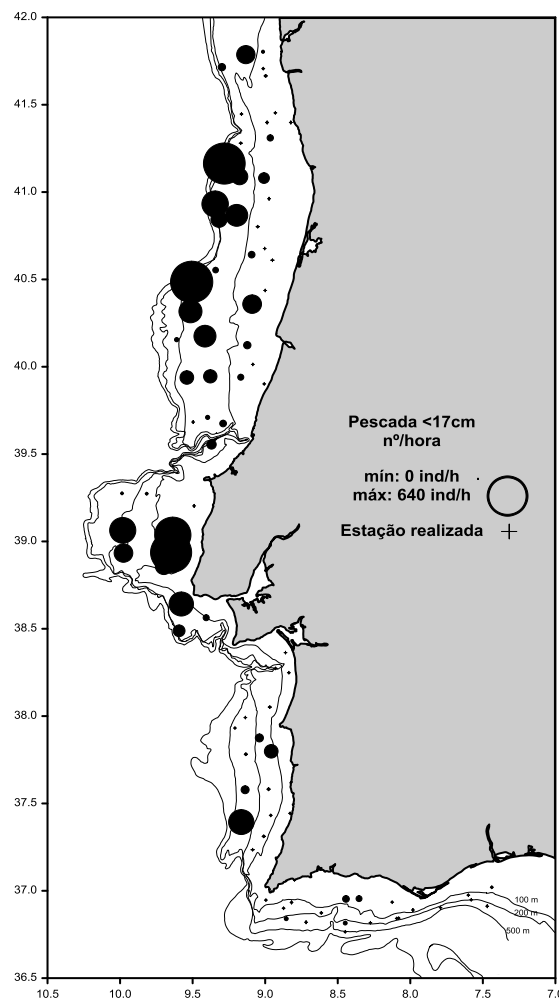 42.0
41.5
41.0
40.5
40.0
39.5
39.0
38.5
38.0
37.5
37.0
36.5
Pescada <17cm
nº/hora
mín: 0 ind/h
máx: 640 ind/h
Estação realizada
100 m
200 m
500 m
10.5
10.0
9.5
9.0
8.5
8.0
7.5
7.0